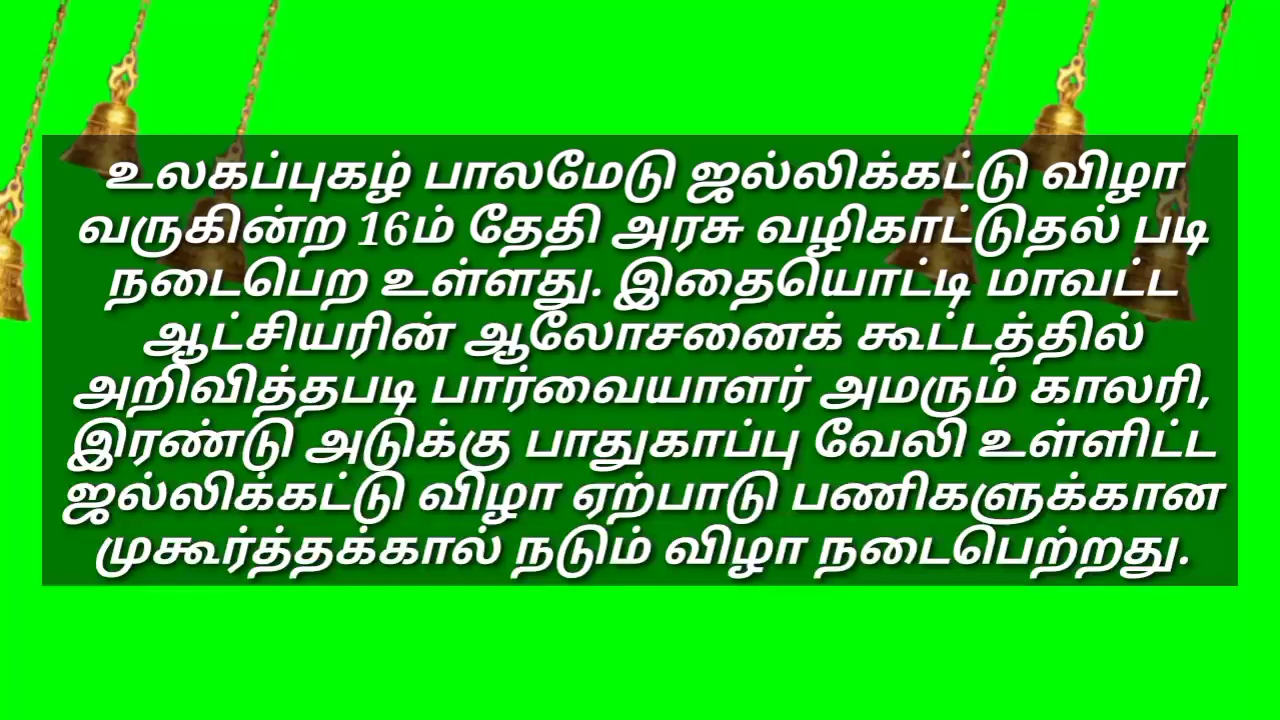 உலகப்புகழ் பாலமேடு ஜல்லிக்கட்டு விழா
வருகின்ற 16ம் தேதி அரசு வழிகாட்டுதல் படி
நடைபெற உள்ளது. இதையொட்டி மாவட்ட
ஆட்சியரின் ஆலோசனைக் கூட்டத்தில்
அறிவித்தபடி பார்வையாளர் அமரும் காலரி,
இரண்டு அடுக்கு பாதுகாப்பு வேலி உள்ளிட்ட
ஜல்லிக்கட்டு விழா ஏற்பாடு பணிகளுக்கான
முகூர்த்தக்கால் நடும் விழா நடைபெற்றது.